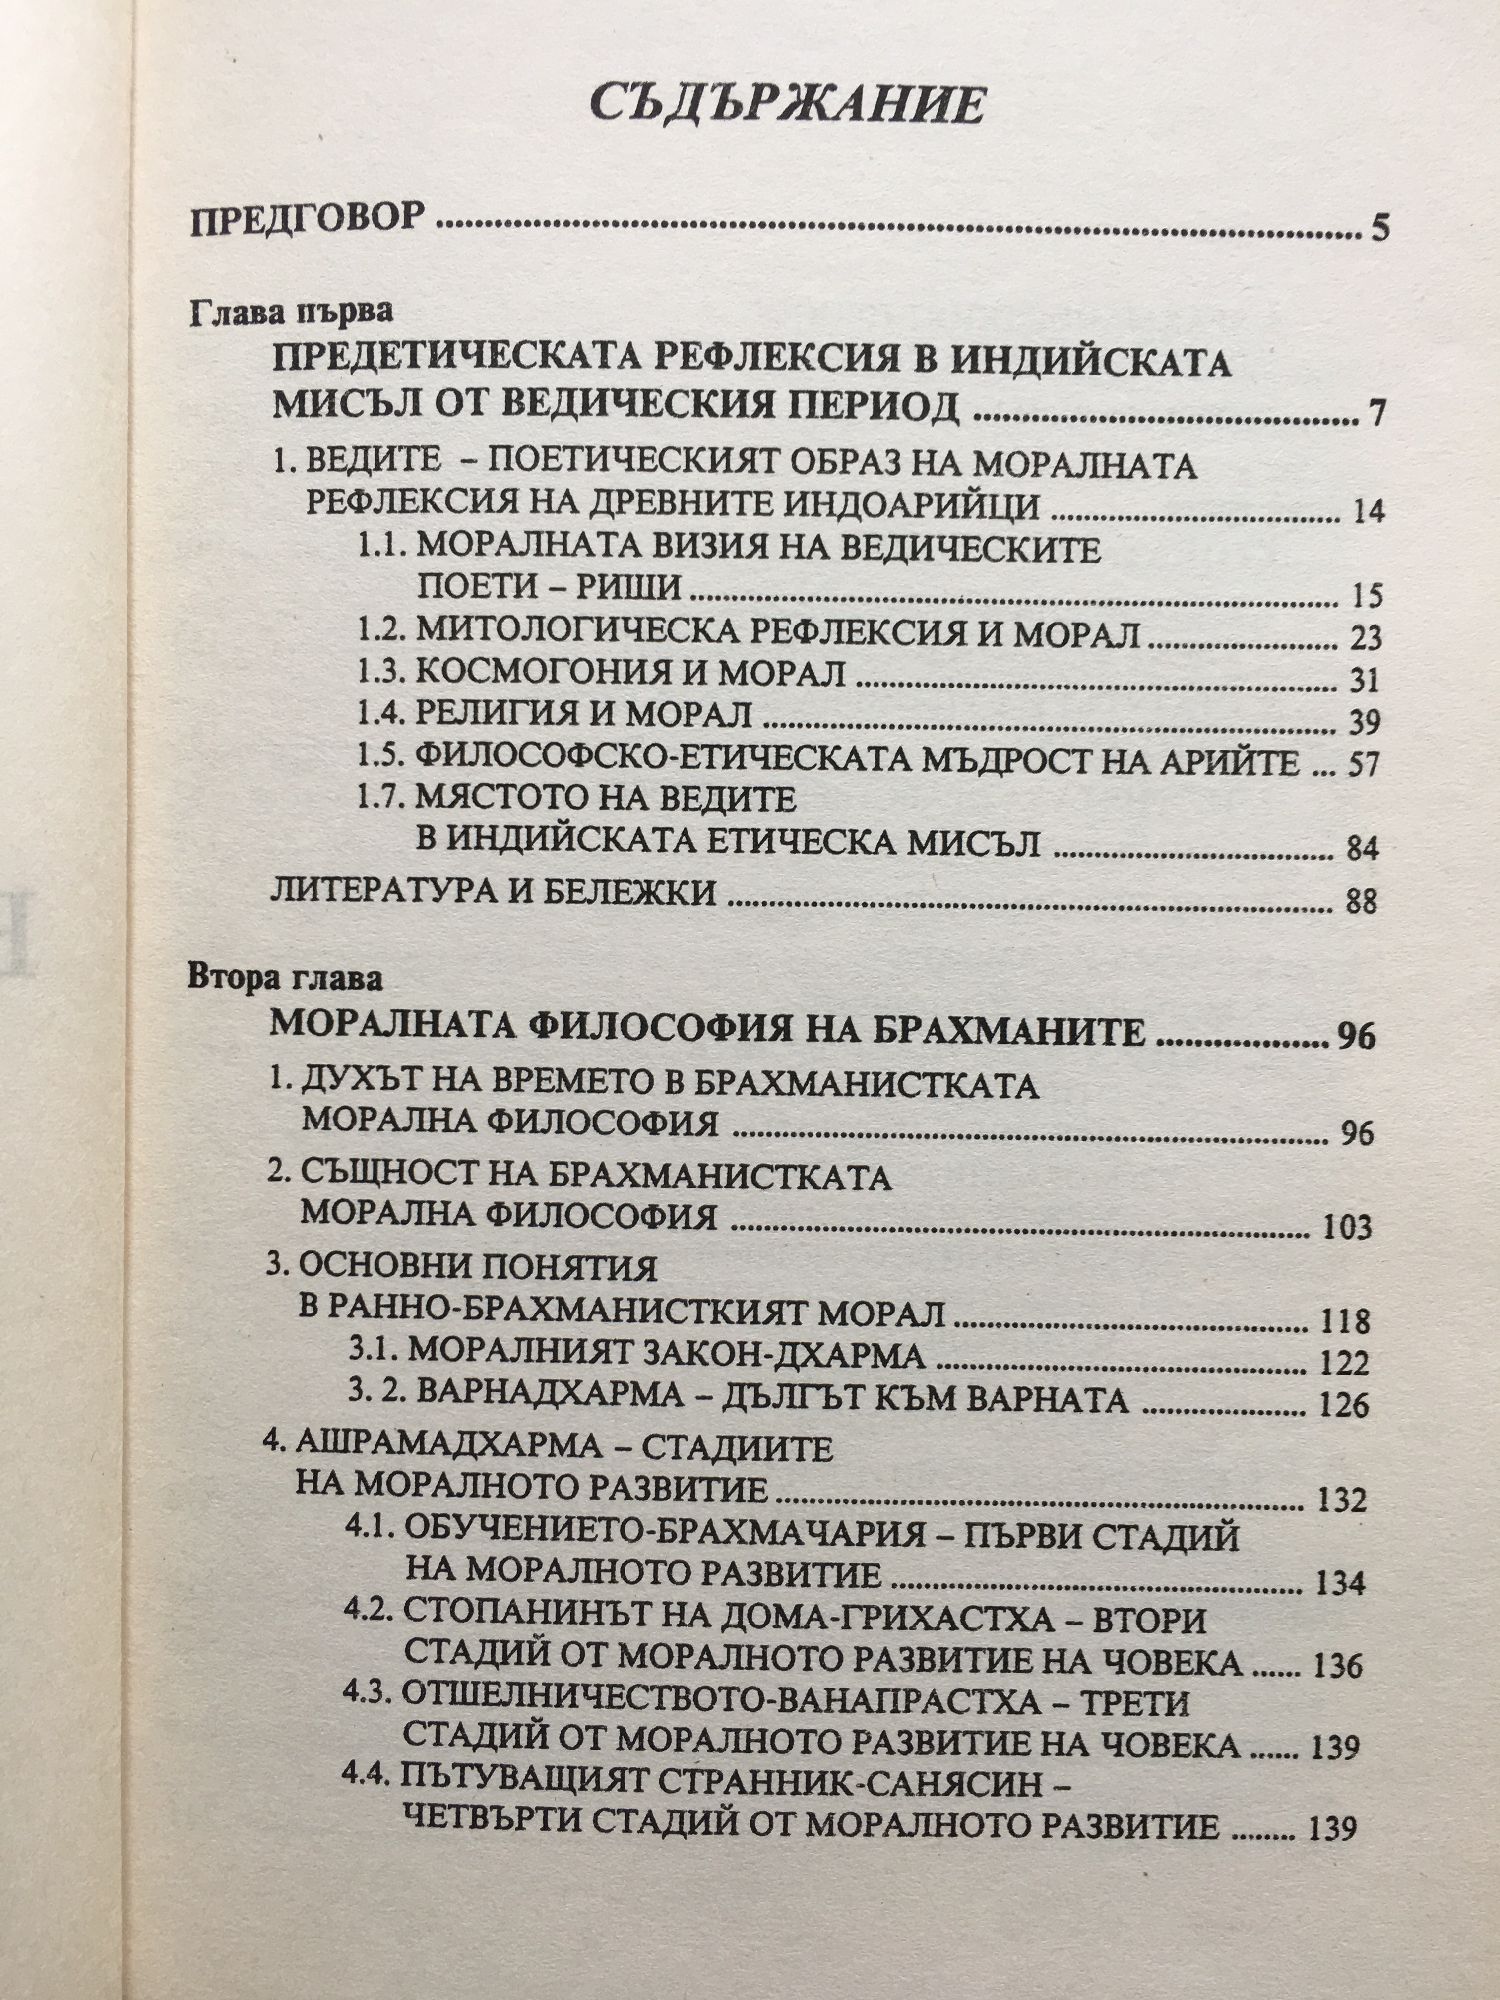 СЪДЪРЖАНИЕ
ПРЕДГОВОР ........ 5
Глава първа
ПРЕДЕТИЧЕСКАТА РЕФЛЕКСИЯ В ИНДИЙСКАТА
МИСЪЛ ОТ ВЕДИЧЕСКИЯ ПЕРИОД ........ 7
1. ВЕДИТЕ – ПОЕТИЧЕСКИЯТ ОБРАЗ НА МОРАЛНАТА
РЕФЛЕКСИЯ НА ДРЕВНИТЕ ИНДОАРИЙЦИ ........ 14
1.1. МОРАЛНАТА ВИЗИЯ НА ВЕДИЧЕСКИТЕ
ПОЕТИ – РИШИ ........ 15
1.2. МИТОЛОГИЧЕСКА РЕФЛЕКСИЯ И МОРАЛ ........ 23
1.3. КОСМОГОНИЯ И МОРАЛ ........ 31
1.4. РЕЛИГИЯ И МОРАЛ ........ 39
1.5. ФИЛОСОФСКО-ЕТИЧЕСКАТА МЪДРОСТ НА АРИЙТЕ ... 57
1.7. МЯСТОТО НА ВЕДИТЕ
В ИНДИЙСКАТА ЕТИЧЕСКА МИСЪЛ ........ 84
ЛИТЕРАТУРА И БЕЛЕЖКИ ........ 88
Втора глава
МОРАЛНАТА ФИЛОСОФИЯ НА БРАХМАНИТЕ ........ 96
1. ДУХЪТ НА ВРЕМЕТО В БРАХМАНИСТКАТА
МОРАЛНА ФИЛОСОФИЯ ........ 96
2. СЪЩНОСТ НА БРАХМАНИСТКАТА
МОРАЛНА ФИЛОСОФИЯ ........ 103
3. ОСНОВНИ ПОНЯТИЯ
В РАННО-БРАХМАНИСТКИЯТ МОРАЛ ........ 118
3.1. МОРАЛНИЯТ ЗАКОН-ДХАРМА ........ 122
3. 2. ВАРНАДХАРМА – ДЪЛГЪТ КЪМ ВАРНАТА ........ 126
4. АШРАМАДХАРМА – СТАДИИТЕ
НА МОРАЛНОТО РАЗВИТИЕ ........ 132
4.1. ОБУЧЕНИЕТО-БРАХМАЧАРИЯ – ПЪРВИ СТАДИЙ
НА МОРАЛНОТО РАЗВИТИЕ ........ 134
4.2. СТОПАНИНЪТ НА ДОМА-ГРИХАСТХА – ВТОРИ
СТАДИЙ ОТ МОРАЛНОТО РАЗВИТИЕ НА ЧОВЕКА ...... 136
4.3. ОТШЕЛНИЧЕСТВОТО-ВАНАПРАСТХА – ТРЕТИ
СТАДИЙ ОТ МОРАЛНОТО РАЗВИТИЕ НА ЧОВЕКА ...... 139
4.4. ПЪТУВАЩИЯТ СТРАННИК-САНЯСИН –
ЧЕТВЪРТИ СТАДИЙ ОТ МОРАЛНОТО РАЗВИТИЕ ........ 139